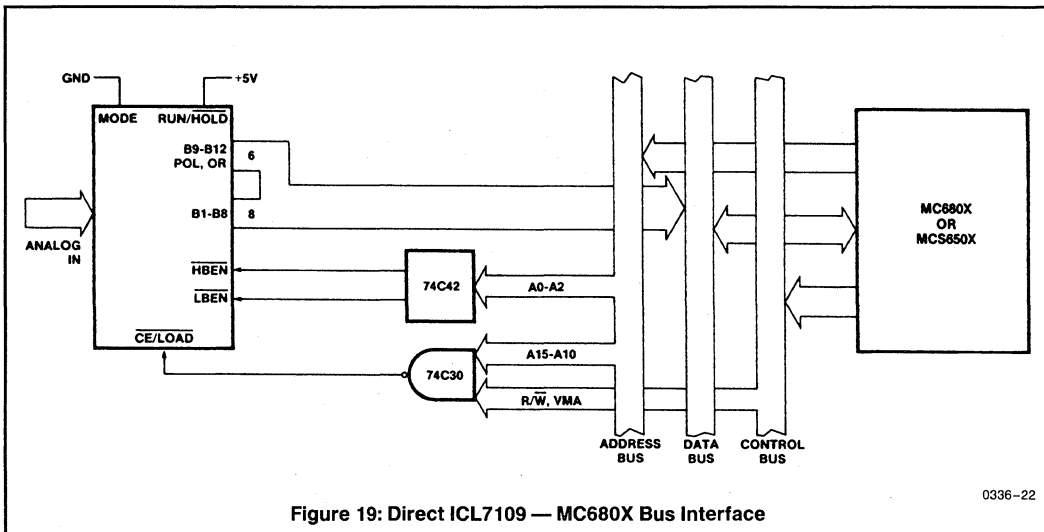 GND
+5V
MODE RUN/HOLD
B9-B12
POL, OR
6
B1-B8
8
ANALOG
IN
HBEN
LBEN
CE/LOAD
74C42
A0-A2
74C30
A15-A10
R/W, VMA
ADDRESS
BUS
DATA
BUS
CONTROL
BUS
MC680X
OR
MCS650X
0336-22
Figure 19: Direct ICL7109 — MC680X Bus Interface